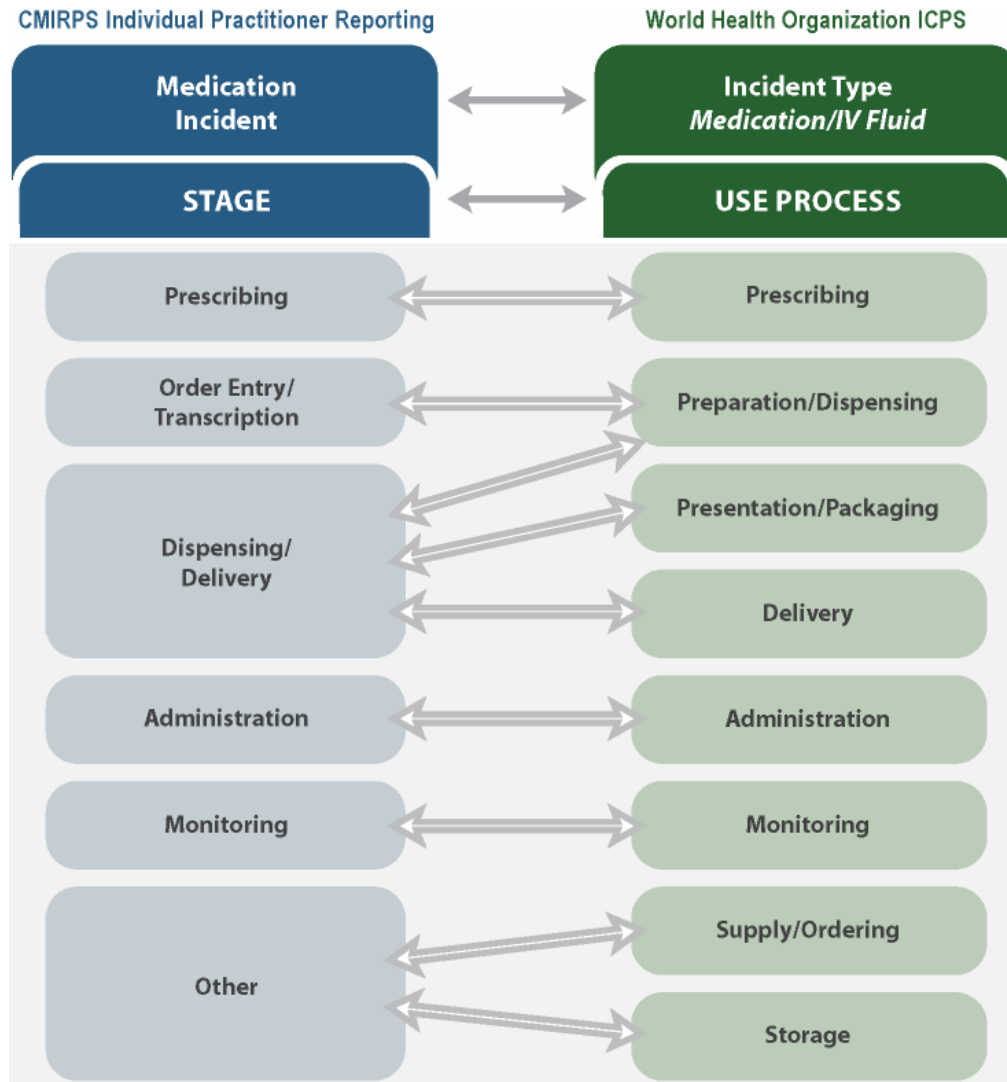 CMIRPS Individual Practitioner Reporting
World Health Organization ICPS
Medication
Incident
Incident Type
Medication/IV Fluid
STAGE
USE PROCESS
Prescribing
Prescribing
Order Entry/
Transcription
Preparation/Dispensing
Dispensing/
Delivery
Presentation/Packaging
Delivery
Administration
Administration
Monitoring
Monitoring
Other
Supply/Ordering
Storage